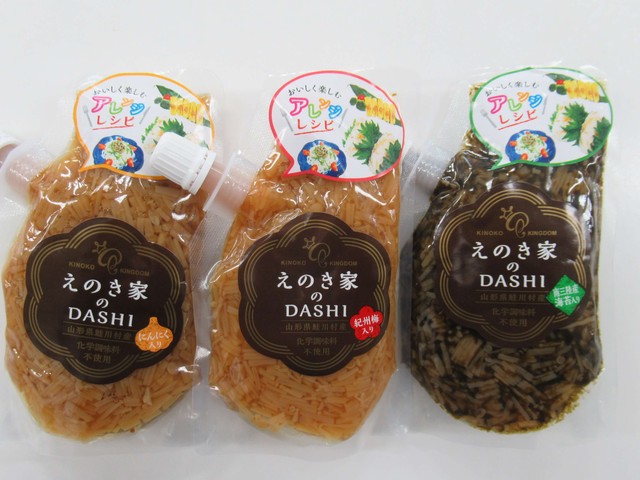 おいしく楽しむ
アレンジ
レシピ
KINOKO KINGDOM
えのき家
の
DASHI
山形県鮭川村産
にんにく
入り
化学調味料
不使用
おいしく楽しむ
アレンジ
レシピ
KINOKO KINGDOM
えのき家
の
DASHI
山形県鮭川村産
紀州梅
入り
化学調味料
不使用
おいしく楽しむ
アレンジ
レシピ
KINOKO KINGDOM
えのき家
の
DASHI
山形県鮭川村産
南三陸産
海苔入り
化学調味料
不使用